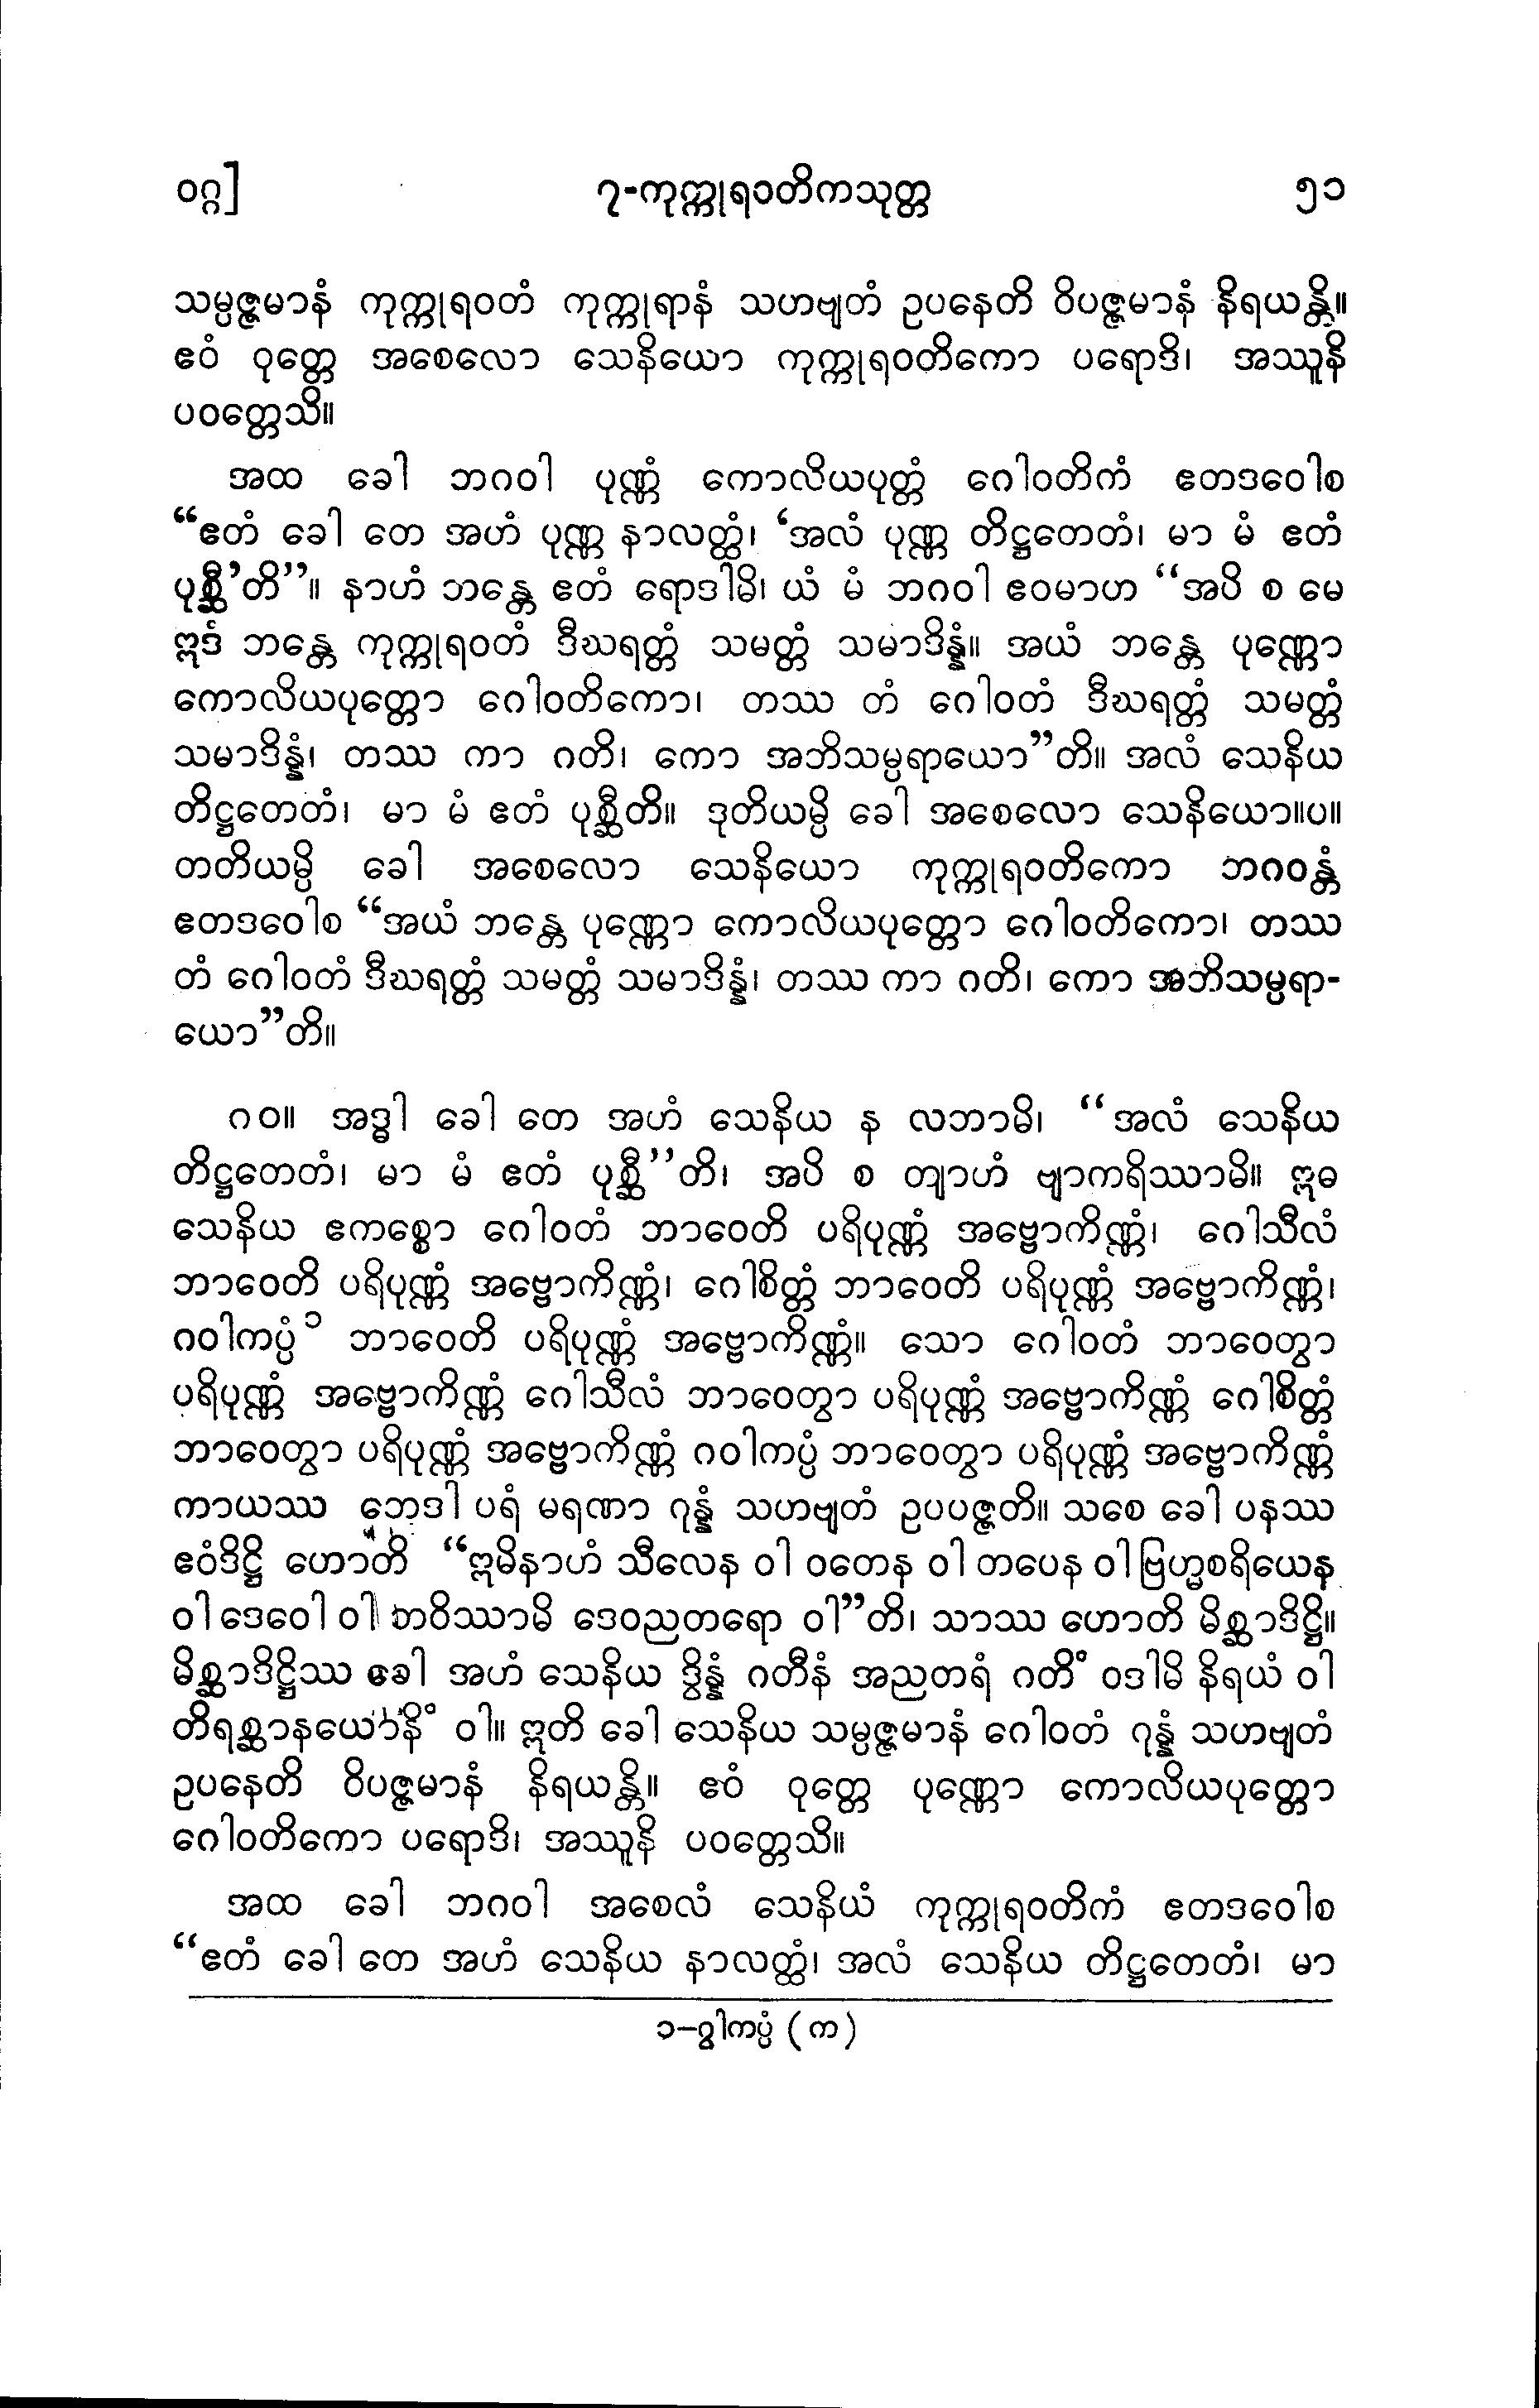 ၀ဂ္ဂ] ၇-ကုက္ကုရဝတိကသုတ္တ ၅၁
သမ္ပဇ္ဇမာနံ ကုက္ကုရဝတံ ကုက္ကုရာနံ သဟဗျတံ ဥပနေတိ ဝိပဇ္ဇမာနံ နိရယန္တိ။
ဧဝံ ဝုတ္တေ အစေလော သေနိယော ကုက္ကုရဝတိကော ပရောဒိ၊ အဿူနိ
ပဝတ္တေသိ။
အထ ခေါ ဘဂဝါ ပုဏ္ဏံ ကောလိယပုတ္တံ ဂေါဝတိကံ ဧတဒဝေါစ
“ဧတံ ခေါ တေ အဟံ ပုဏ္ဏ နာလတ္ထံ၊ ‘အလံ ပုဏ္ဏ တိဋ္ဌတေတံ၊ မာ မံ ဧတံ
ပုစ္ဆီ’တိ”။ နာဟံ ဘန္တေ ဧတံ ရောဒါမိ၊ ယံ မံ ဘဂဝါ ဧဝမာဟ “အပိ စ မေ
ဣဒံ ဘန္တေ ကုက္ကုရဝတံ ဒီဃရတ္တံ သမတ္တံ သမာဒိန္နံ။ အယံ ဘန္တေ ပုဏ္ဏော
ကောလိယပုတ္တော ဂေါဝတိကော၊ တဿ တံ ဂေါဝတံ ဒီဃရတ္တံ သမတ္တံ
သမာဒိန္နံ၊ တဿ ကာ ဂတိ၊ ကော အဘိသမ္ပရာယော”တိ။ အလံ သေနိယ
တိဋ္ဌတေတံ၊ မာ မံ ဧတံ ပုစ္ဆီတိ။ ဒုတိယမ္ပိ ခေါ အစေလော သေနိယော။ပ။
တတိယမ္ပိ ခေါ အစေလော သေနိယော ကုက္ကုရဝတိကော ဘဂဝန္တံ
ဧတဒဝေါစ “အယံ ဘန္တေ ပုဏ္ဏော ကောလိယပုတ္တော ဂေါဝတိကော၊ တဿ
တံ ဂေါဝတံ ဒီဃရတ္တံ သမတ္တံ သမာဒိန္နံ၊ တဿ ကာ ဂတိ၊ ကော အဘိသမ္ပရာ-
ယော”တိ။
ဂ၀။ အဒ္ဓါ ခေါ တေ အဟံ သေနိယ န လဘာမိ၊ “အလံ သေနိယ
တိဋ္ဌတေတံ၊ မာ မံ ဧတံ ပုစ္ဆီ”တိ၊ အပိ စ တျာဟံ ဗျာကရိဿာမိ။ ဣဓ
သေနိယ ဧကစ္စော ဂေါဝတံ ဘာဝေတိ ပရိပုဏ္ဏံ အဗ္ဗောကိဏ္ဏံ၊ ဂေါသီလံ
ဘာဝေတိ ပရိပုဏ္ဏံ အဗ္ဗောကိဏ္ဏံ၊ ဂေါစိတ္တံ ဘာဝေတိ ပရိပုဏ္ဏံ အဗ္ဗောကိဏ္ဏံ၊
ဂဝါကပ္ပံ ၁ ဘာဝေတိ ပရိပုဏ္ဏံ အဗ္ဗောကိဏ္ဏံ။ သော ဂေါဝတံ ဘာဝေတွာ
ပရိပုဏ္ဏံ အဗ္ဗောကိဏ္ဏံ ဂေါသီလံ ဘာဝေတွာ ပရိပုဏ္ဏံ အဗ္ဗောကိဏ္ဏံ ဂေါစိတ္တံ
ဘာဝေတွာ ပရိပုဏ္ဏံ အဗ္ဗောကိဏ္ဏံ ဂဝါကပ္ပံ ဘာဝေတွာ ပရိပုဏ္ဏံ အဗ္ဗောကိဏ္ဏံ
ကာယဿ ဘေဒါ ပရံ မရဏာ ဂုန္နံ သဟဗျတံ ဥပပဇ္ဇတိ။ သစေ ခေါ ပနဿ
ဧဝံဒိဋ္ဌိ ဟောတိ “ဣမိနာဟံ သီလေန ဝါ ဝတေန ဝါ တပေန ဝါ ဗြဟ္မစရိယေန
ဝါ ဒေဝေါ ဝါ ဘဝိဿာမိ ဒေဝညတရော ဝါ”တိ၊ သာဿ ဟောတိ မိစ္ဆာဒိဋ္ဌိ။
မိစ္ဆာဒိဋ္ဌိဿ ခေါ အဟံ သေနိယ ဒွိန္နံ ဂတီနံ အညတရံ ဂတိံ ဝဒါမိ နိရယံ ဝါ
တိရစ္ဆာနယောနိံ ဝါ။ ဣတိ ခေါ သေနိယ သမ္ပဇ္ဇမာနံ ဂေါဝတံ ဂုန္နံ သဟဗျတံ
ဥပနေတိ ဝိပဇ္ဇမာနံ နိရယန္တိ။ ဧဝံ ဝုတ္တေ ပုဏ္ဏော ကောလိယပုတ္တော
ဂေါဝတိကော ပရောဒိ၊ အဿူနိ ပဝတ္တေသိ။
အထ ခေါ ဘဂဝါ အစေလံ သေနိယံ ကုက္ကုရဝတိကံ ဧတဒဝေါစ
“ဧတံ ခေါ တေ အဟံ သေနိယ နာလတ္ထံ၊ အလံ သေနိယ တိဋ္ဌတေတံ၊ မာ
၁–ဂွါကပ္ပံ (က)